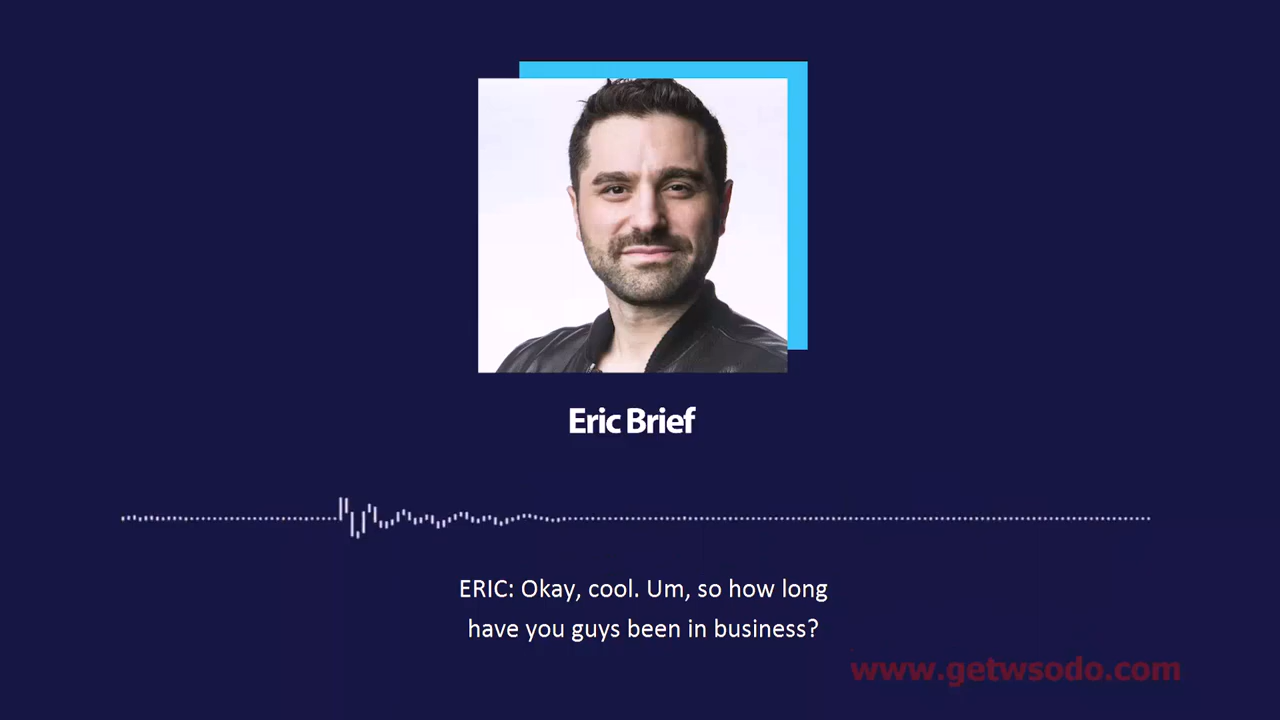 Eric Brief
ERIC: Okay, cool. Um, so how long
have you guys been in business?
www.getwsodo.com